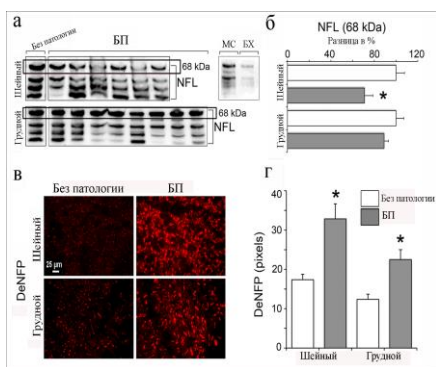 а
Без патологии
БП
МС
БХ
68 kDa
NFL
Шейный
68 kDa
NFL
Грудной
б
NFL (68 kDa)
Разница в %
0 20 40 60 80 100 120
Шейный
*
Грудной
в
Без патологии
БП
DeNFP
Шейный
25 µm
Грудной
г
DeNFP (pixels)
40
30
20
10
0
*
*
Без патологии
БП
Шейный
Грудной